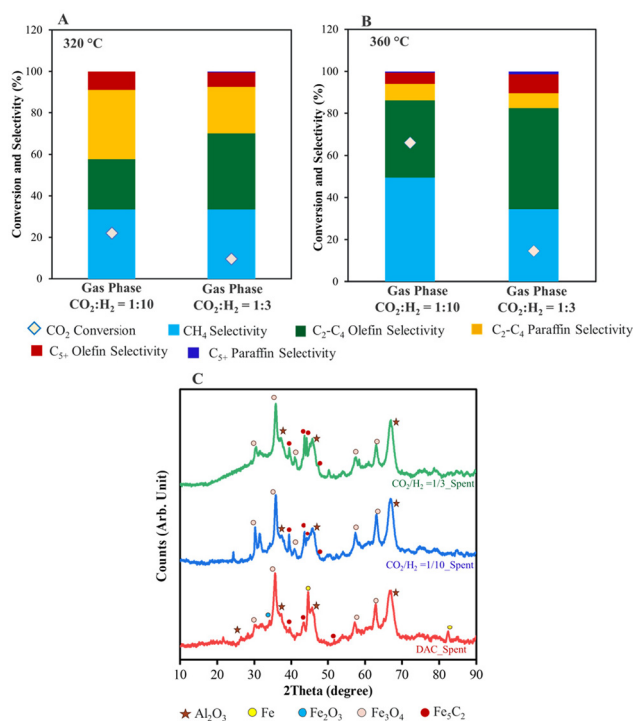 A
B
320 °C
360 °C
Conversion and Selectivity (%)
120
100
80
60
40
20
0
Gas Phase
CO₂:H₂ = 1:10
Gas Phase
CO₂:H₂ = 1:3
Conversion and Selectivity (%)
120
100
80
60
40
20
0
Gas Phase
CO₂:H₂ = 1:10
Gas Phase
CO₂:H₂ = 1:3
CO₂ Conversion
CH₄ Selectivity
C₂-C₄ Olefin Selectivity
C₂-C₄ Paraffin Selectivity
C₅₊ Olefin Selectivity
C₅₊ Paraffin Selectivity
C
Counts (Arb. Unit)
CO₂/H₂ =1/3_Spent
CO₂/H₂ =1/10_Spent
DAC_Spent
10 20 30 40 50 60 70 80 90
2Theta (degree)
Al₂O₃ Fe Fe₂O₃ Fe₃O₄ Fe₅C₂